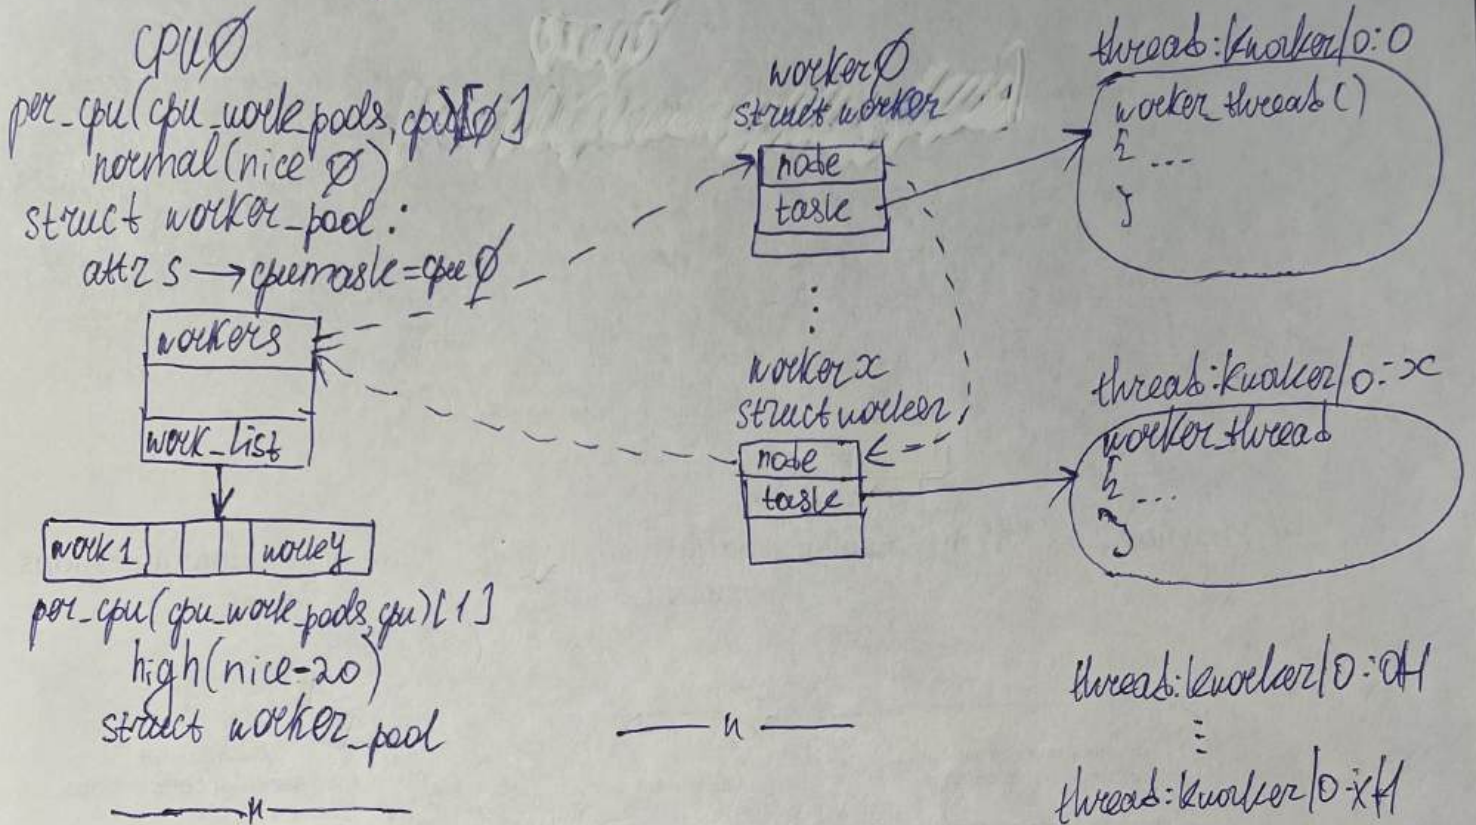 cpu0
per_cpu(cpu_work_pools, cpu)[0]
normal(nice 0)
struct worker_pool:
attrs → cpumask=cpu0
workers
work_list
work1
worky
per_cpu(cpu_work_pools, cpu)[1]
high(nice-20)
struct worker_pool
worker0
struct worker
node
task
worker x
struct worker
node
task
thread:kworker/0:0
worker_thread()
{ ...
}
thread:kworker/0:x
worker_thread
{ ...
}
thread:kworker/0:0H
thread:kworker/0:xH